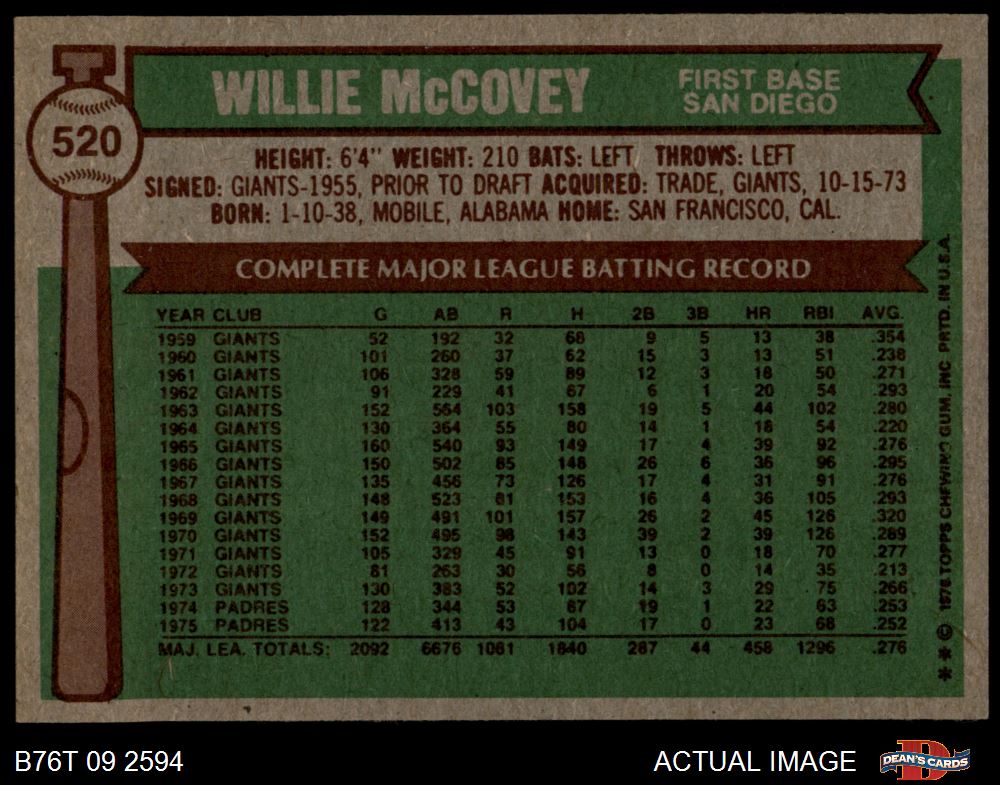 WILLIE McCOVEY
FIRST BASE
SAN DIEGO
520
HEIGHT: 6'4" WEIGHT: 210 BATS: LEFT THROWS: LEFT
SIGNED: GIANTS-1955, PRIOR TO DRAFT ACQUIRED: TRADE, GIANTS, 10-15-73
BORN: 1-10-38, MOBILE, ALABAMA HOME: SAN FRANCISCO, CAL.
COMPLETE MAJOR LEAGUE BATTING RECORD
YEAR CLUB G AB R H 2B 3B HR RBI AVG.
1959 GIANTS 52 192 32 68 9 5 13 38 .354
1960 GIANTS 101 260 37 62 15 3 13 51 .238
1961 GIANTS 106 328 59 89 12 3 18 50 .271
1962 GIANTS 91 229 41 67 6 1 20 54 .293
1963 GIANTS 152 564 103 158 19 5 44 102 .280
1964 GIANTS 130 364 55 80 14 1 18 54 .220
1965 GIANTS 160 540 93 149 17 4 39 92 .276
1966 GIANTS 150 502 85 148 26 6 36 96 .295
1967 GIANTS 135 456 73 126 17 4 31 91 .276
1968 GIANTS 148 523 81 153 16 4 36 105 .293
1969 GIANTS 149 491 101 157 26 2 45 126 .320
1970 GIANTS 152 495 98 143 39 2 39 126 .289
1971 GIANTS 105 329 45 91 13 0 18 70 .277
1972 GIANTS 81 263 30 56 8 0 14 35 .213
1973 GIANTS 130 383 52 102 14 3 29 75 .266
1974 PADRES 128 344 53 87 19 1 22 63 .253
1975 PADRES 122 413 43 104 17 0 23 68 .252
MAJ. LEA. TOTALS: 2092 6676 1061 1840 287 44 458 1296 .276
** © 1976 TOPPS CHEWING GUM, INC. PRTD. IN U.S.A.
B76T 09 2594
ACTUAL IMAGE
D
DEAN'S CARDS